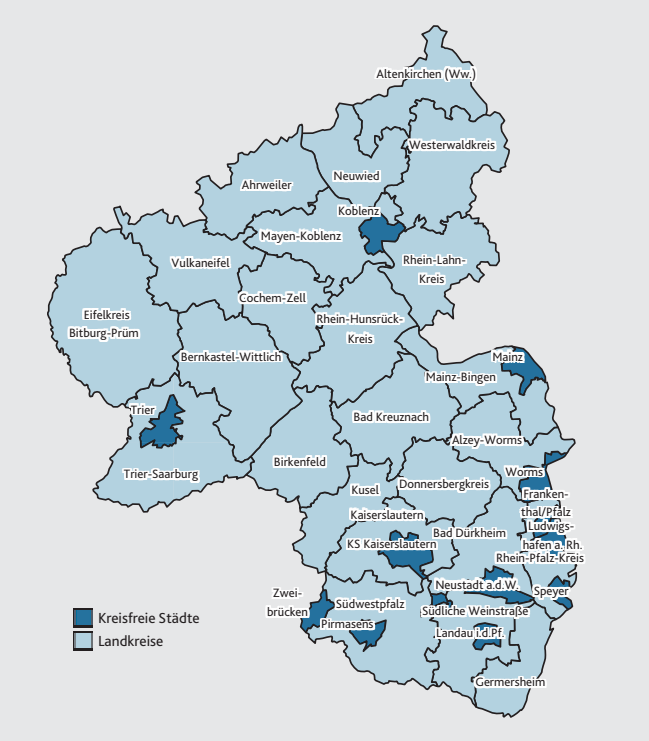 Altenkirchen (Ww.)
Westerwaldkreis
Neuwied
Ahrweiler
Koblenz
Mayen-Koblenz
Vulkaneifel
Rhein-Lahn-
Kreis
Cochem-Zell
Eifelkreis
Bitburg-Prüm
Rhein-Hunsrück-
Kreis
Bernkastel-Wittlich
Mainz
Mainz-Bingen
Trier
Bad Kreuznach
Alzey-Worms
Birkenfeld
Trier-Saarburg
Worms
Kusel
Donnersbergkreis
Franken-
thal/Pfalz
Kaiserslautern
Ludwigs-
hafen a. Rh.
Bad Dürkheim
KS Kaiserslautern
Rhein-Pfalz-Kreis
Neustadt a.d.W.
Speyer
Zwei-
brücken
Südwestpfalz
Südliche Weinstraße
Pirmasens
Landau i.d.Pf.
Germersheim
Kreisfreie Städte
Landkreise